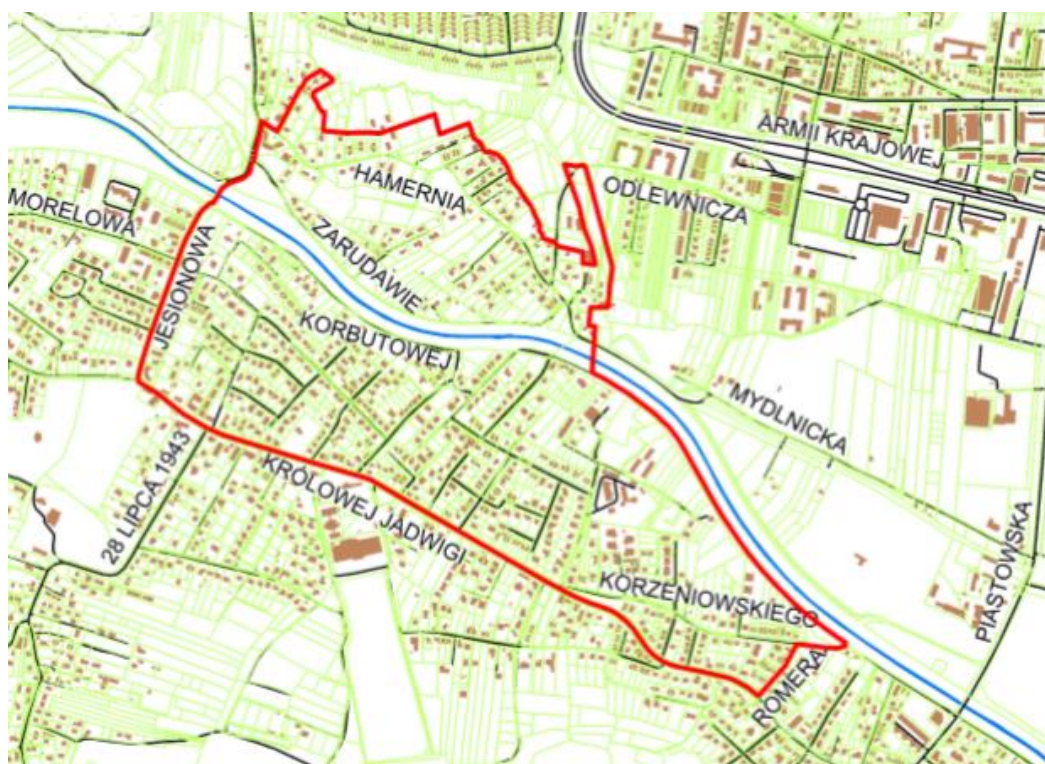 ARMII KRAJOWEJ
HAMERNIA
ODLEWNICZA
MORELOWA
ZARUDAWIE
JESIONOWA
KORBUTOWEJ
MYDLNICKA
28 LIPCA 1943
KRÓLOWEJ JADWIGI
KORZENIOWSKIEGO
PIASTOWSKA
ROMERA